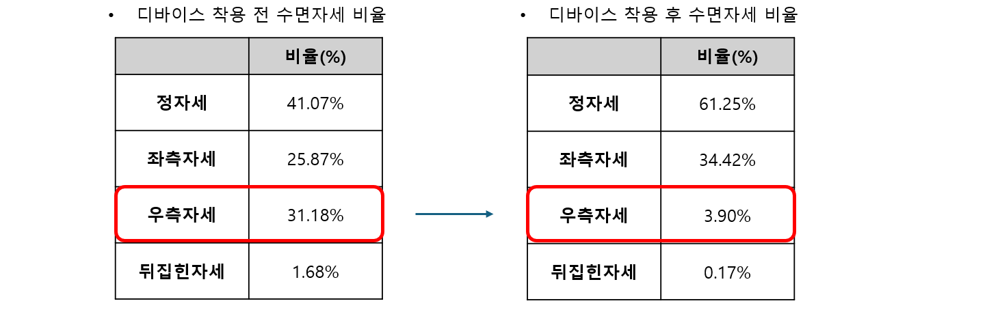 • 디바이스 착용 전 수면자세 비율
비율(%)
정자세 41.07%
좌측자세 25.87%
우측자세 31.18%
뒤집힌자세 1.68%
• 디바이스 착용 후 수면자세 비율
비율(%)
정자세 61.25%
좌측자세 34.42%
우측자세 3.90%
뒤집힌자세 0.17%